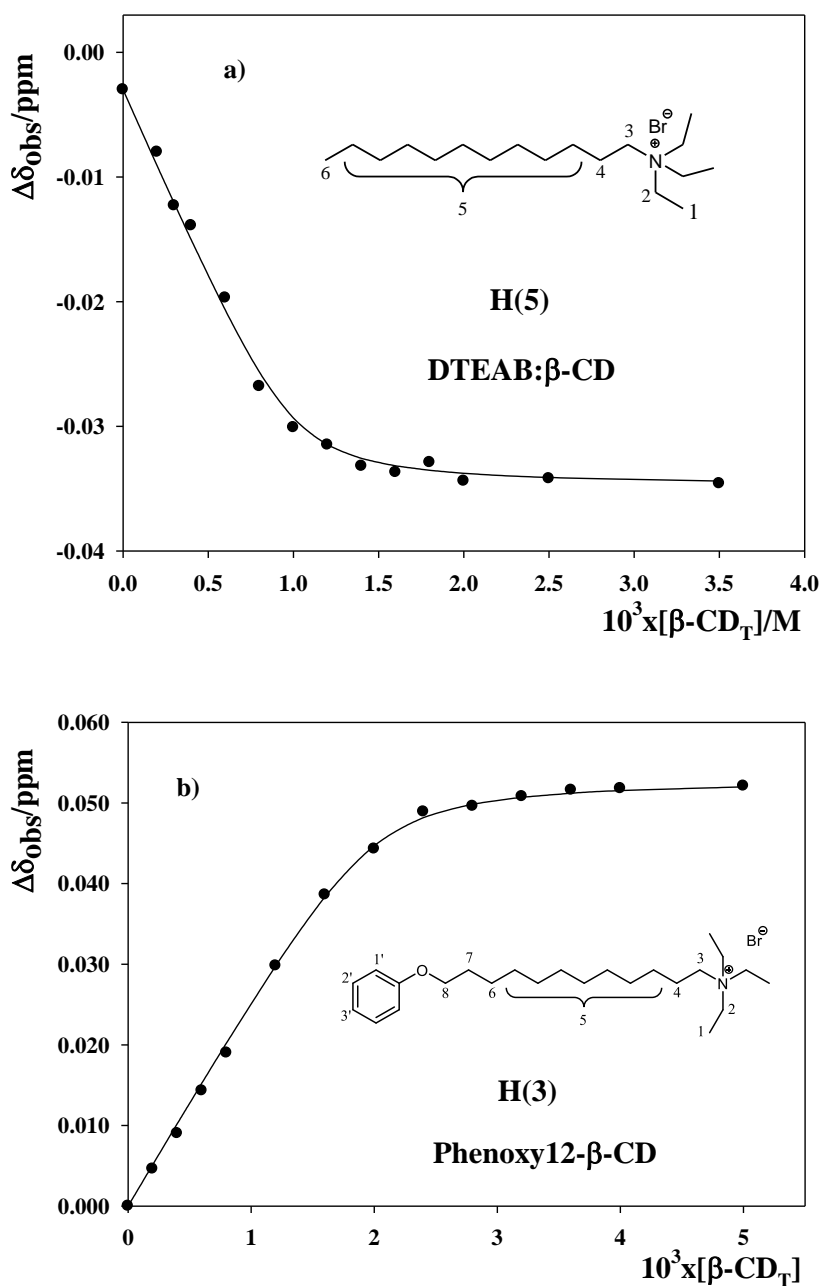 0.00
a)
Δδobs/ppm
-0.01
-0.02
-0.03
-0.04
Br⊖
3
⊕
N
6
4
5
2
1
H(5)
DTEAB:β-CD
0.0 0.5 1.0 1.5 2.0 2.5 3.0 3.5 4.0
10³x[β-CD_T]/M
0.060
b)
Δδobs/ppm
0.050
0.040
0.030
0.020
0.010
0.000
Br⊖
1'
O
7
3
2'
N⊕
8
6
4
3'
5
2
1
H(3)
Phenoxy12-β-CD
0 1 2 3 4 5
10³x[β-CD_T]